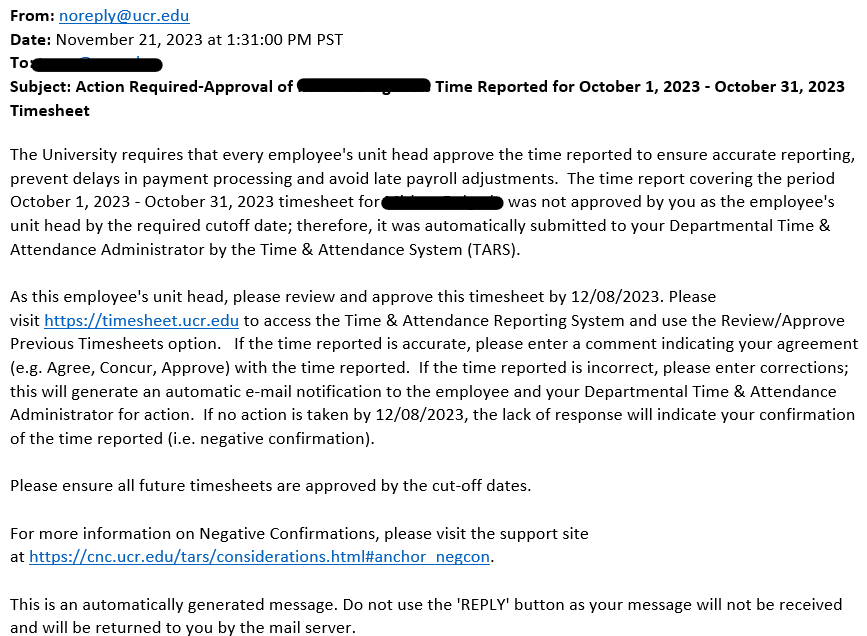 From: noreply@ucr.edu
Date: November 21, 2023 at 1:31:00 PM PST
To:
Subject: Action Required-Approval of Time Reported for October 1, 2023 - October 31, 2023
Timesheet
The University requires that every employee's unit head approve the time reported to ensure accurate reporting,
prevent delays in payment processing and avoid late payroll adjustments.  The time report covering the period
October 1, 2023 - October 31, 2023 timesheet for was not approved by you as the employee's
unit head by the required cutoff date; therefore, it was automatically submitted to your Departmental Time &
Attendance Administrator by the Time & Attendance System (TARS).
As this employee's unit head, please review and approve this timesheet by 12/08/2023. Please
visit https://timesheet.ucr.edu to access the Time & Attendance Reporting System and use the Review/Approve
Previous Timesheets option.   If the time reported is accurate, please enter a comment indicating your agreement
(e.g. Agree, Concur, Approve) with the time reported.  If the time reported is incorrect, please enter corrections;
this will generate an automatic e-mail notification to the employee and your Departmental Time & Attendance
Administrator for action.  If no action is taken by 12/08/2023, the lack of response will indicate your confirmation
of the time reported (i.e. negative confirmation).
Please ensure all future timesheets are approved by the cut-off dates.
For more information on Negative Confirmations, please visit the support site
at https://cnc.ucr.edu/tars/considerations.html#anchor_negcon.
This is an automatically generated message. Do not use the 'REPLY' button as your message will not be received
and will be returned to you by the mail server.